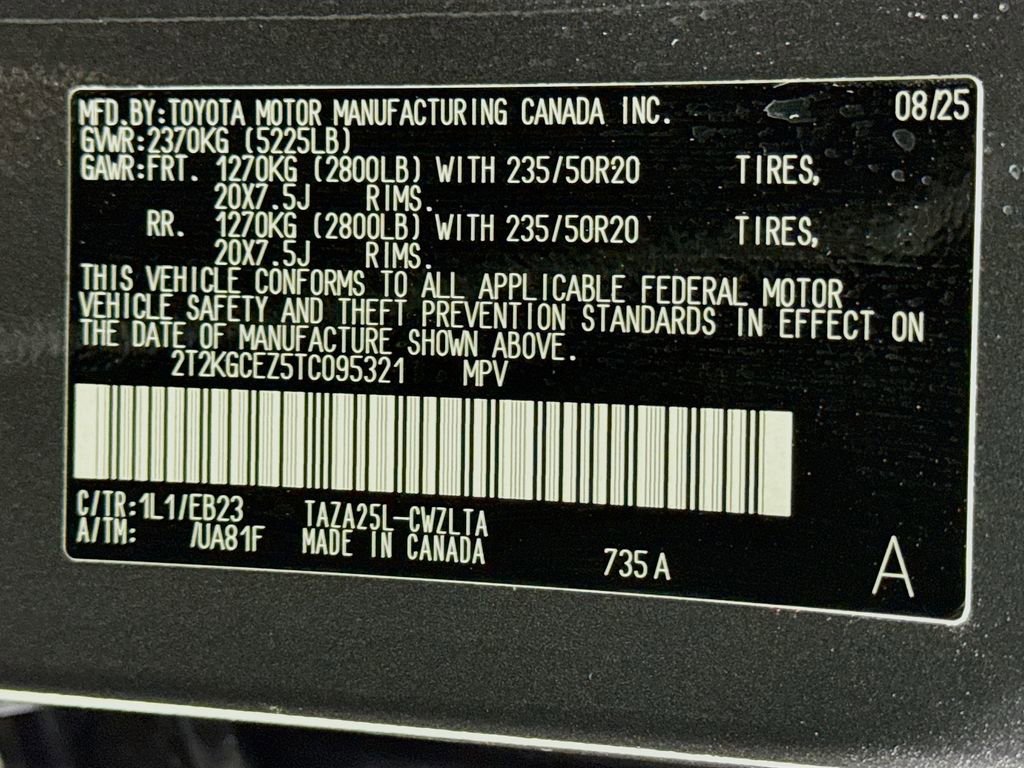 MFD.BY:TOYOTA MOTOR MANUFACTURING CANADA INC. 08/25
GVWR:2370KG (5225LB)
GAWR:FRT. 1270KG (2800LB) WITH 235/50R20 TIRES,
20X7.5J RIMS.
RR. 1270KG (2800LB) WITH 235/50R20 TIRES,
20X7.5J RIMS.
THIS VEHICLE CONFORMS TO ALL APPLICABLE FEDERAL MOTOR
VEHICLE SAFETY AND THEFT PREVENTION STANDARDS IN EFFECT ON
THE DATE OF MANUFACTURE SHOWN ABOVE.
2T2KGCEZ5TC095321 MPV
C/TR:1L1/EB23 TAZA25L-CWZLTA
A/TM: /UA81F MADE IN CANADA
735A A